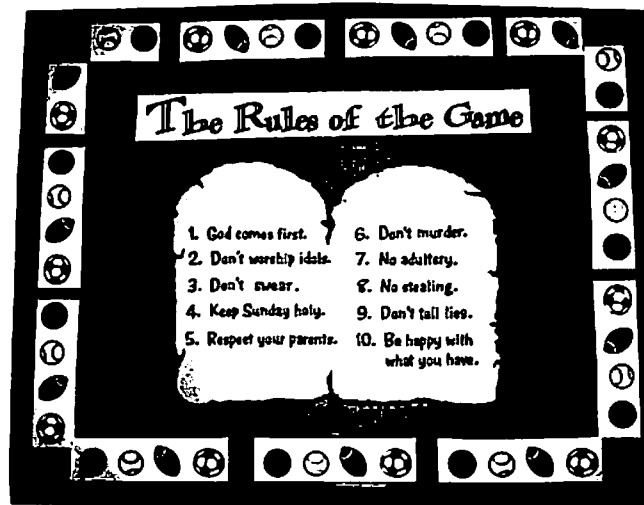 The Rules of the Game
1. God comes first.
2. Don't worship idols.
3. Don't swear.
4. Keep Sunday holy.
5. Respect your parents.
6. Don't murder.
7. No adultery.
8. No stealing.
9. Don't tell lies.
10. Be happy with
what you have.